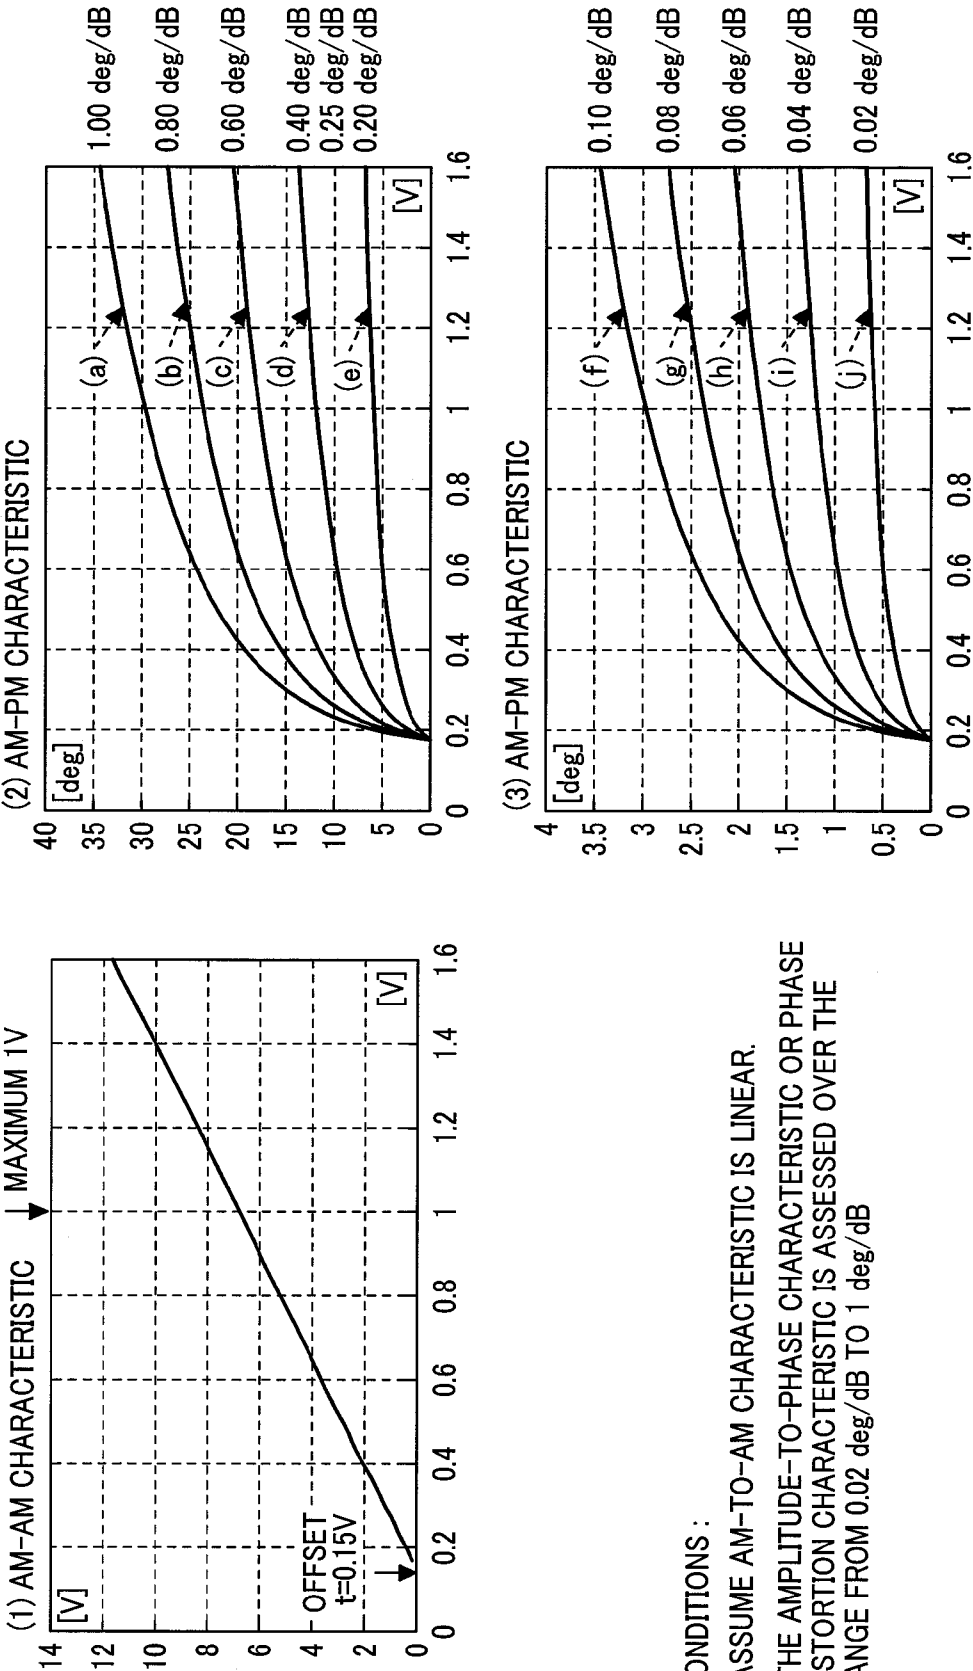 (1) AM-AM CHARACTERISTIC
MAXIMUM 1V
[V]
14
12
10
8
6
4
2
0
OFFSET
t=0.15V
0.2
0.4
0.6
0.8
1
1.2
1.4
1.6
[V]
(2) AM-PM CHARACTERISTIC
[deg]
40
35
30
25
20
15
10
5
0
0
0.2
0.4
0.6
0.8
1
1.2
1.4
1.6
[V]
(a)
(b)
(c)
(d)
(e)
1.00 deg/dB
0.80 deg/dB
0.60 deg/dB
0.40 deg/dB
0.25 deg/dB
0.20 deg/dB
ONDITIONS :
ASSUME AM-TO-AM CHARACTERISTIC IS LINEAR.
HE AMPLITUDE-TO-PHASE CHARACTERISTIC OR PHASE
STORTION CHARACTERISTIC IS ASSESSED OVER THE
ANGE FROM 0.02 deg/dB TO 1 deg/dB
(3) AM-PM CHARACTERISTIC
[deg]
4
3.5
3
2.5
2
1.5
1
0.5
0
0
0.2
0.4
0.6
0.8
1
1.2
1.4
1.6
[V]
(f)
(g)
(h)
(i)
(j)
0.10 deg/dB
0.08 deg/dB
0.06 deg/dB
0.04 deg/dB
0.02 deg/dB